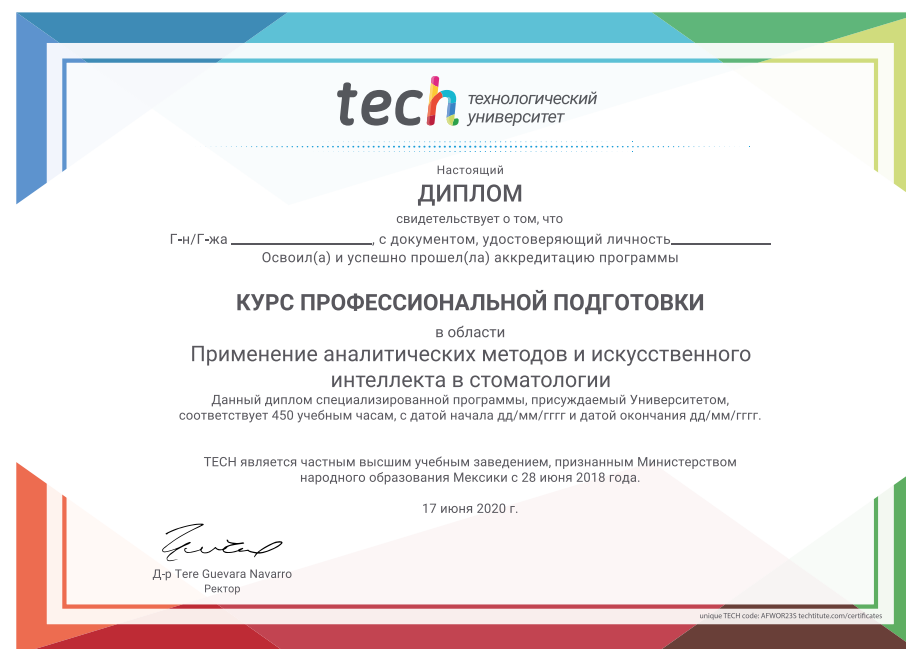 tech технологический
университет
Настоящий
ДИПЛОМ
свидетельствует о том, что
Г-н/Г-жа ____________________, с документом, удостоверяющий личность______________
Освоил(а) и успешно прошел(ла) аккредитацию программы
КУРС ПРОФЕССИОНАЛЬНОЙ ПОДГОТОВКИ
в области
Применение аналитических методов и искусственного
интеллекта в стоматологии
Данный диплом специализированной программы, присуждаемый Университетом,
соответствует 450 учебным часам, с датой начала дд/мм/гггг и датой окончания дд/мм/гггг.
TECH является частным высшим учебным заведением, признанным Министерством
народного образования Мексики с 28 июня 2018 года.
17 июня 2020 г.
Д-р Tere Guevara Navarro
Ректор
unique TECH code: AFWOR235 techtitute.com/certificates